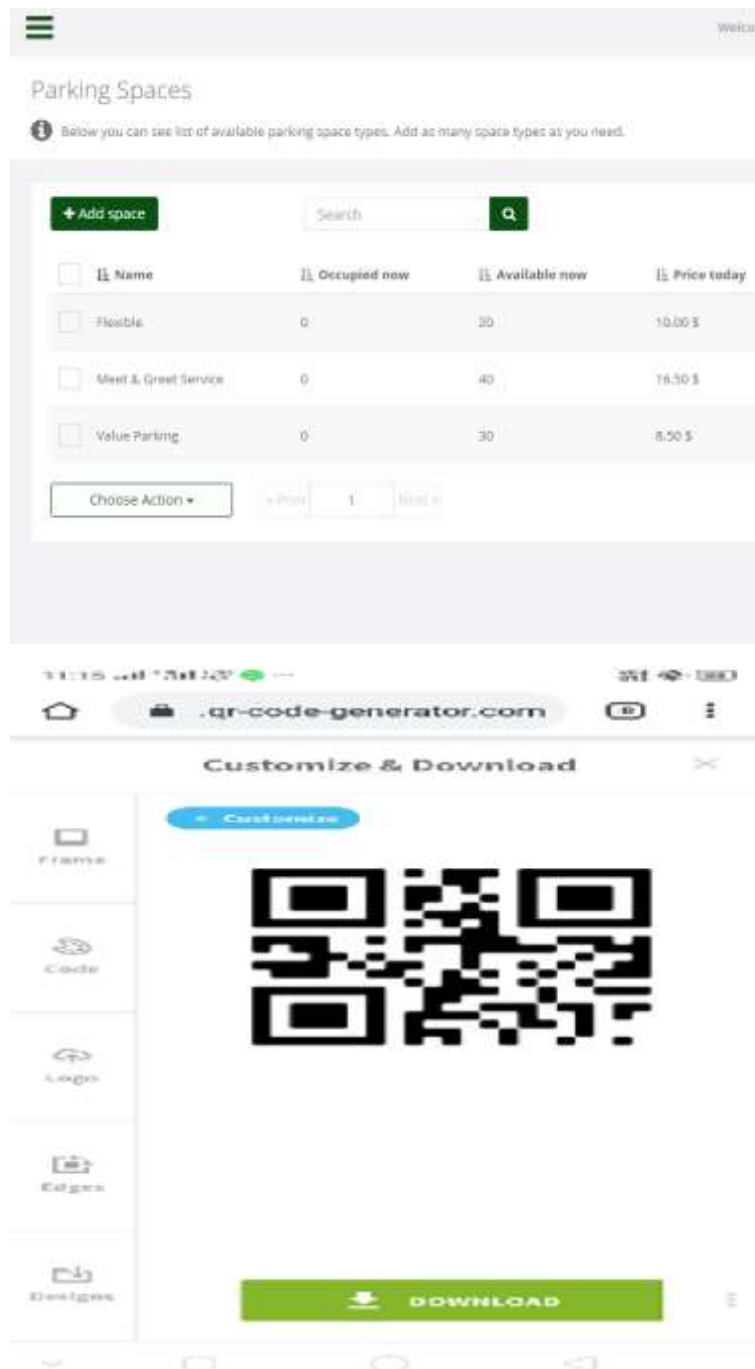 Welco
Parking Spaces
Below you can see list of available parking space types. Add as many space types as you need.
+ Add space
Search
Name Occupied now Available now Price today
Flexible 0 20 10.00 $
Meet & Greet Service 0 40 16.50 $
Value Parking 0 30 8.50 $
Choose Action
« Prev 1 Next »
11:15
.qr-code-generator.com
Customize & Download
Customize
Frame
Code
Logo
Edges
Designs
DOWNLOAD